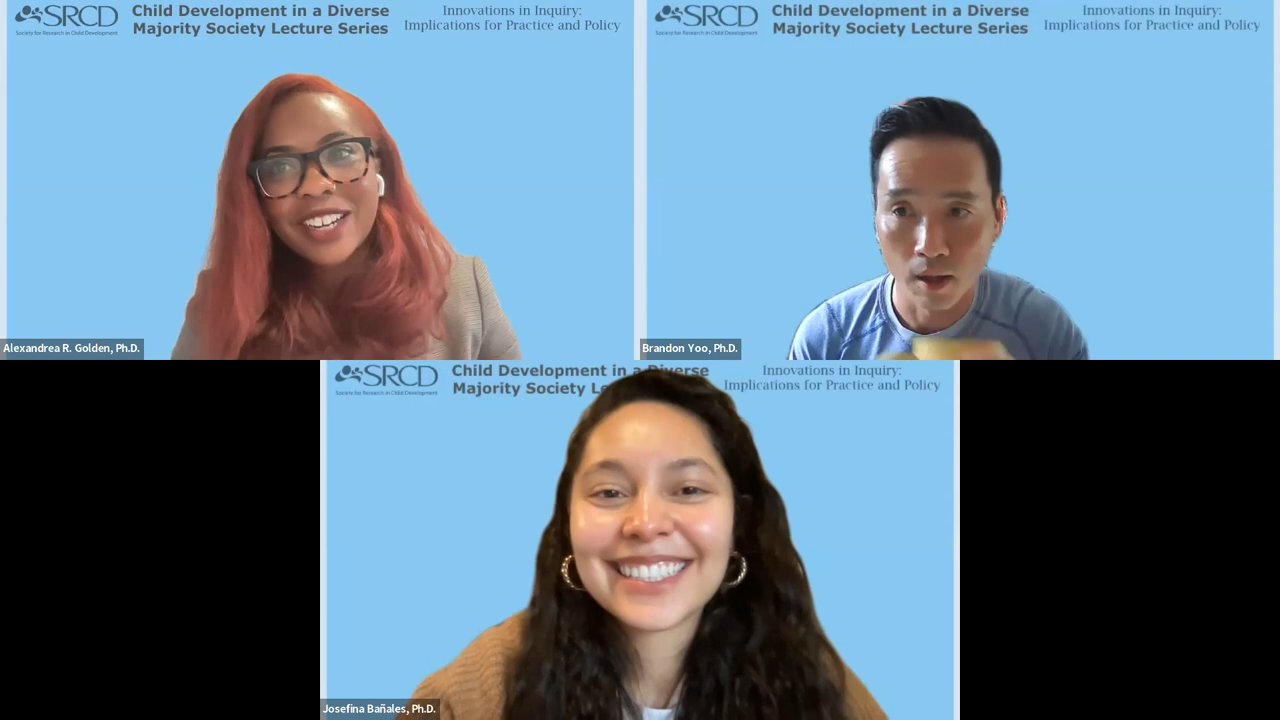 SRCD
Society for Research in Child Development
Child Development in a Diverse
Majority Society Lecture Series
Innovations in Inquiry:
Implications for Practice and Policy
Alexandrea R. Golden, Ph.D.
SRCD
Society for Research in Child Development
Child Development in a Diverse
Majority Society Lecture Series
Innovations in Inquiry:
Implications for Practice and Policy
Brandon Yoo, Ph.D.
SRCD
Society for Research in Child Development
Child Development in a Diverse
Majority Society Le
Innovations in Inquiry:
Implications for Practice and Policy
Josefina Bañales, Ph.D.